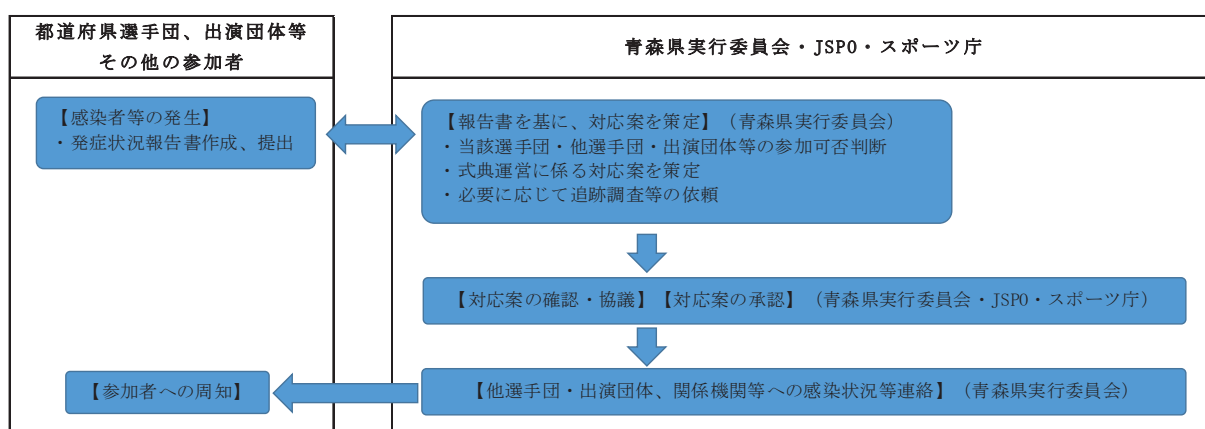 都道府県選手団、出演団体等
その他の参加者
青森県実行委員会・JSPO・スポーツ庁
【感染者等の発生】
・発症状況報告書作成、提出
【報告書を基に、対応案を策定】（青森県実行委員会）
・当該選手団・他選手団・出演団体等の参加可否判断
・式典運営に係る対応案を策定
・必要に応じて追跡調査等の依頼
【対応案の確認・協議】【対応案の承認】（青森県実行委員会・JSPO・スポーツ庁）
【参加者への周知】
【他選手団・出演団体、関係機関等への感染状況等連絡】（青森県実行委員会）